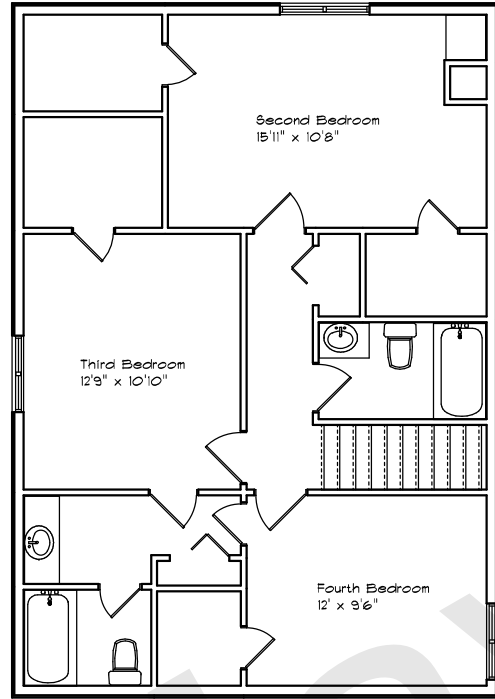 Second Bedroom
15'11" x 10'8"
Third Bedroom
12'9" x 10'10"
Fourth Bedroom
12' x 9'6"